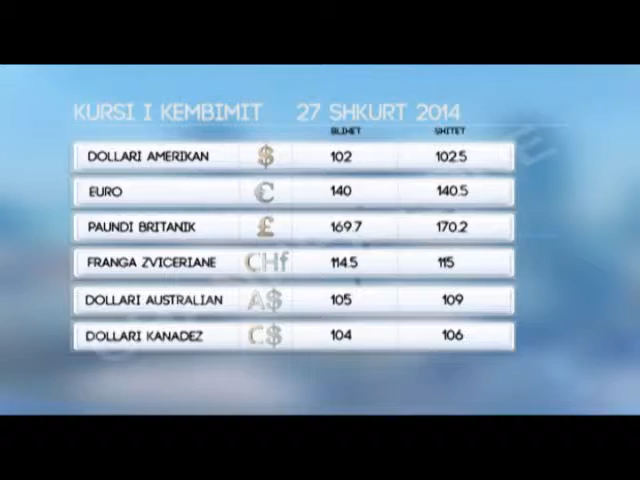 KURSI I KEMBIMIT 27 SHKURT 2014
BLIHET SHITET
DOLLARI AMERIKAN $ 102 102.5
EURO € 140 140.5
PAUNDI BRITANIK £ 169.7 170.2
FRANGA ZVICERIANE CHf 114.5 115
DOLLARI AUSTRALIAN A$ 105 109
DOLLARI KANADEZ C$ 104 106